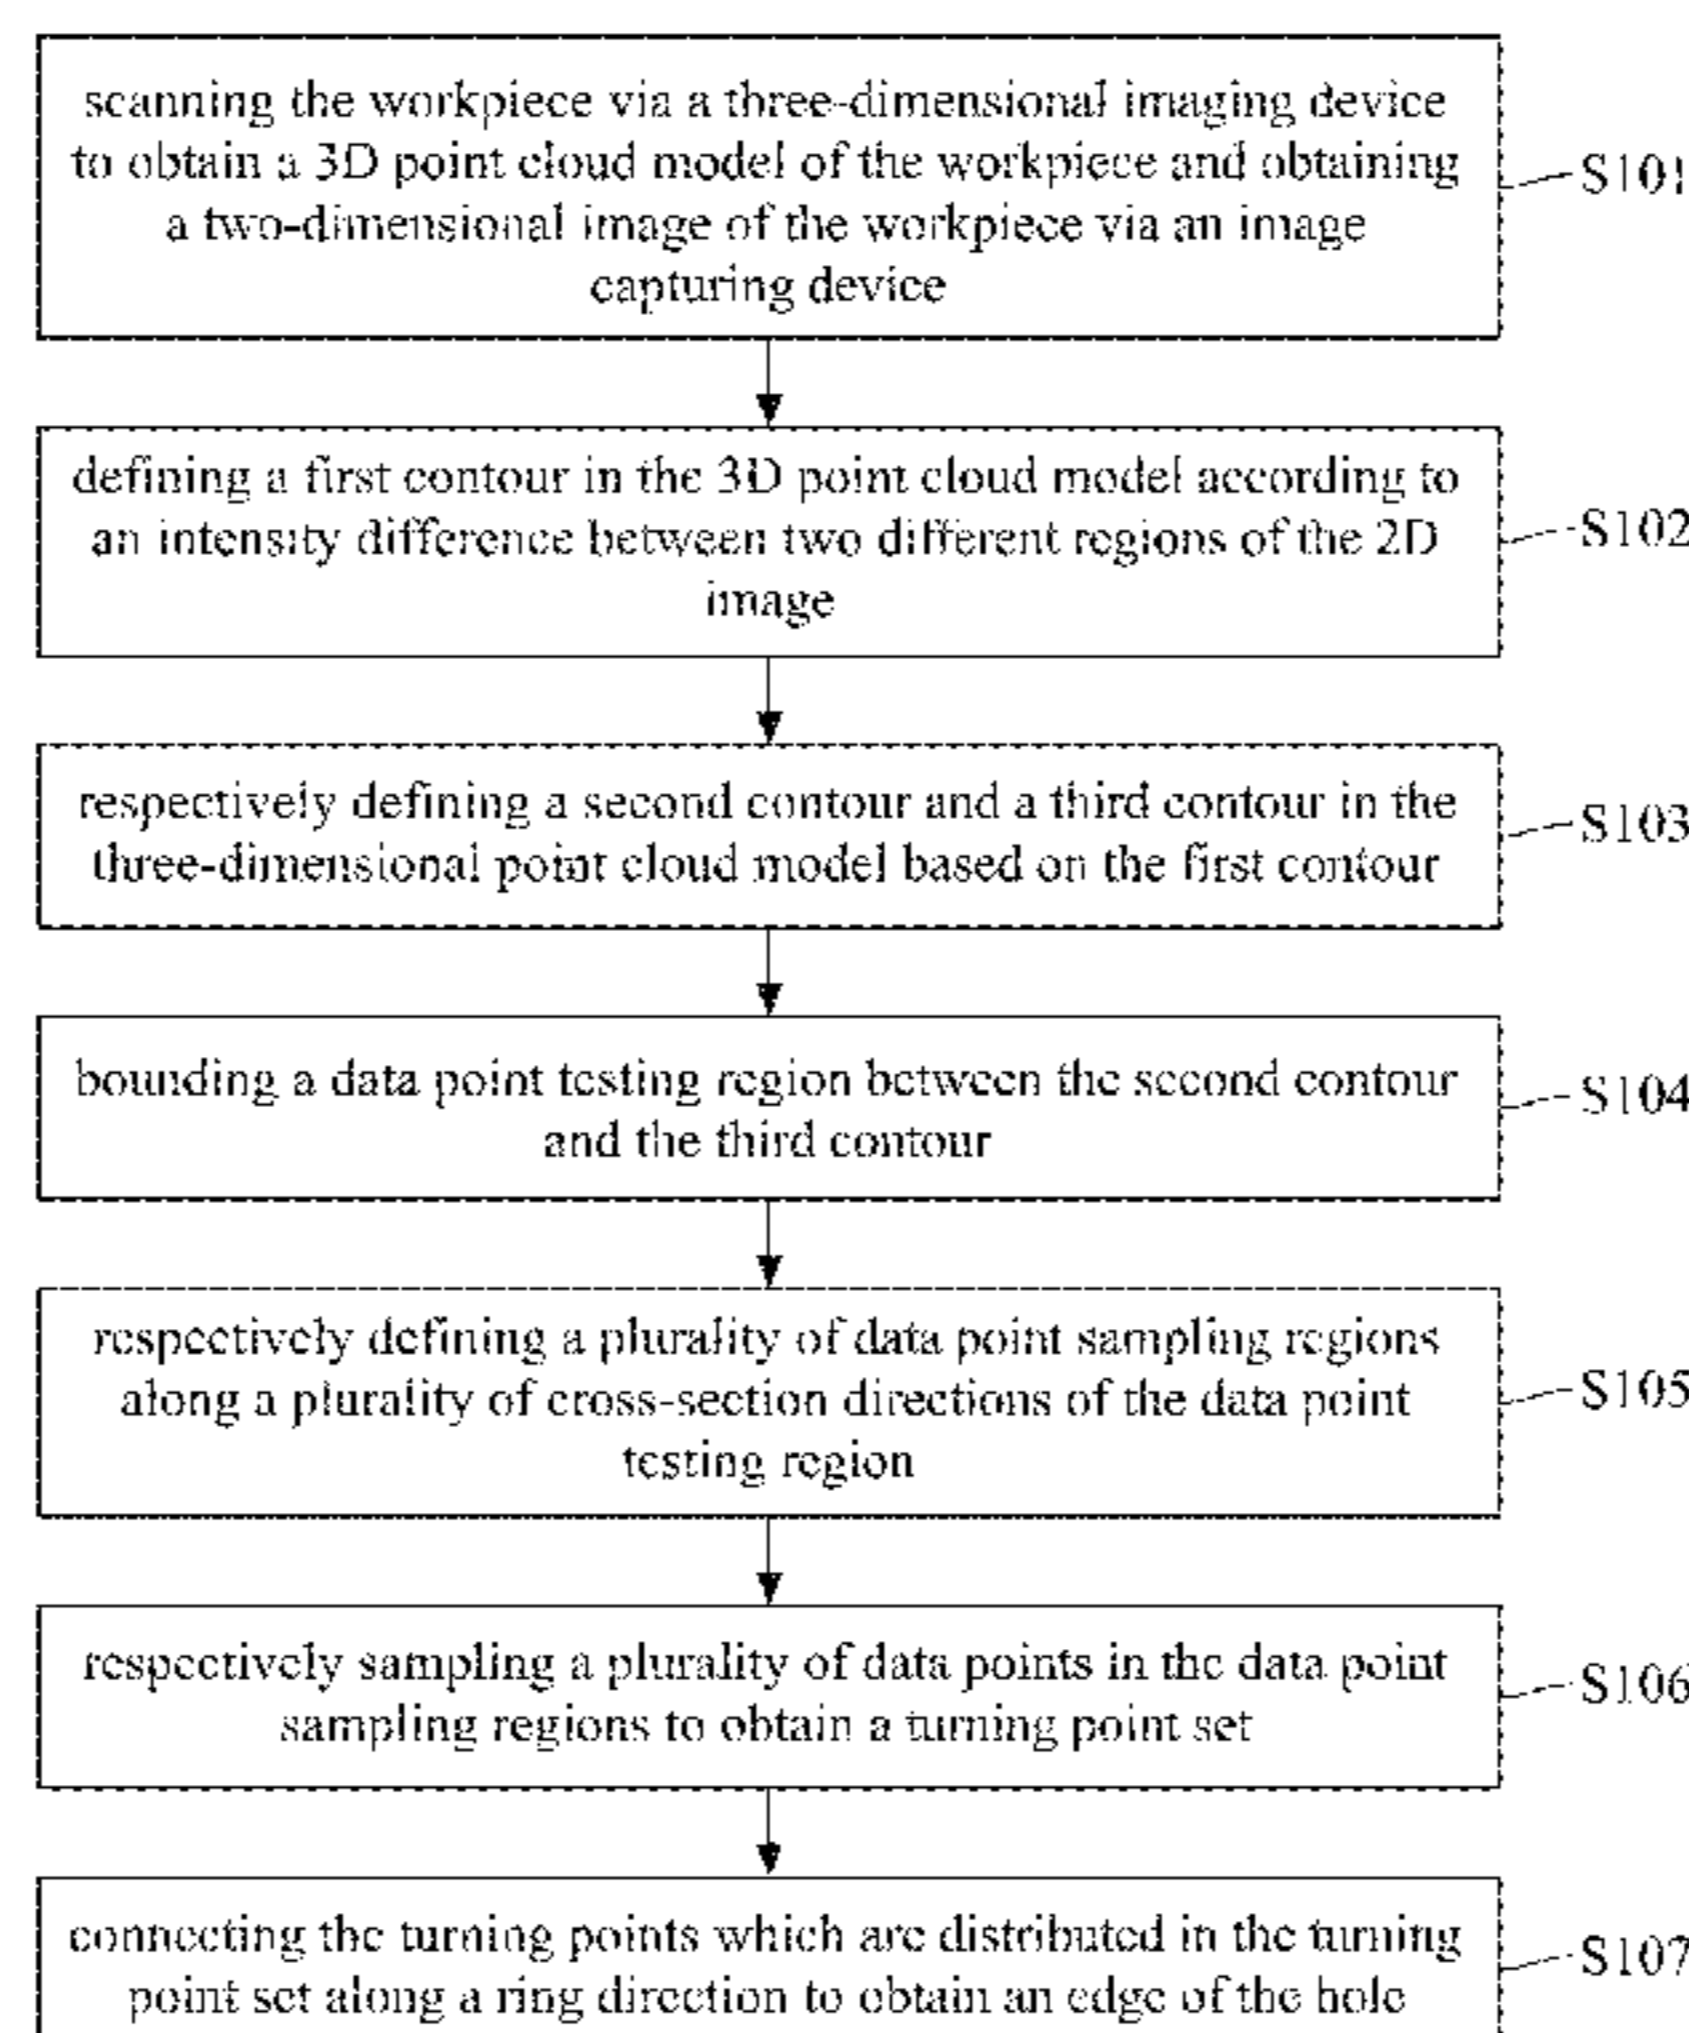 scanning the workpiece via a three-dimensional imaging device
to obtain a 3D point cloud model of the workpiece and obtaining
a two-dimensional image of the workpiece via an image
capturing device
S101
defining a first contour in the 3D point cloud model according to
an intensity difference between two different regions of the 2D
image
S102
respectively defining a second contour and a third contour in the
three-dimensional point cloud model based on the first contour
S103
bounding a data point testing region between the second contour
and the third contour
S104
respectively defining a plurality of data point sampling regions
along a plurality of cross-section directions of the data point
testing region
S105
respectively sampling a plurality of data points in the data point
sampling regions to obtain a turning point set
S106
connecting the turning points which are distributed in the turning
point set along a ring direction to obtain an edge of the hole
S107